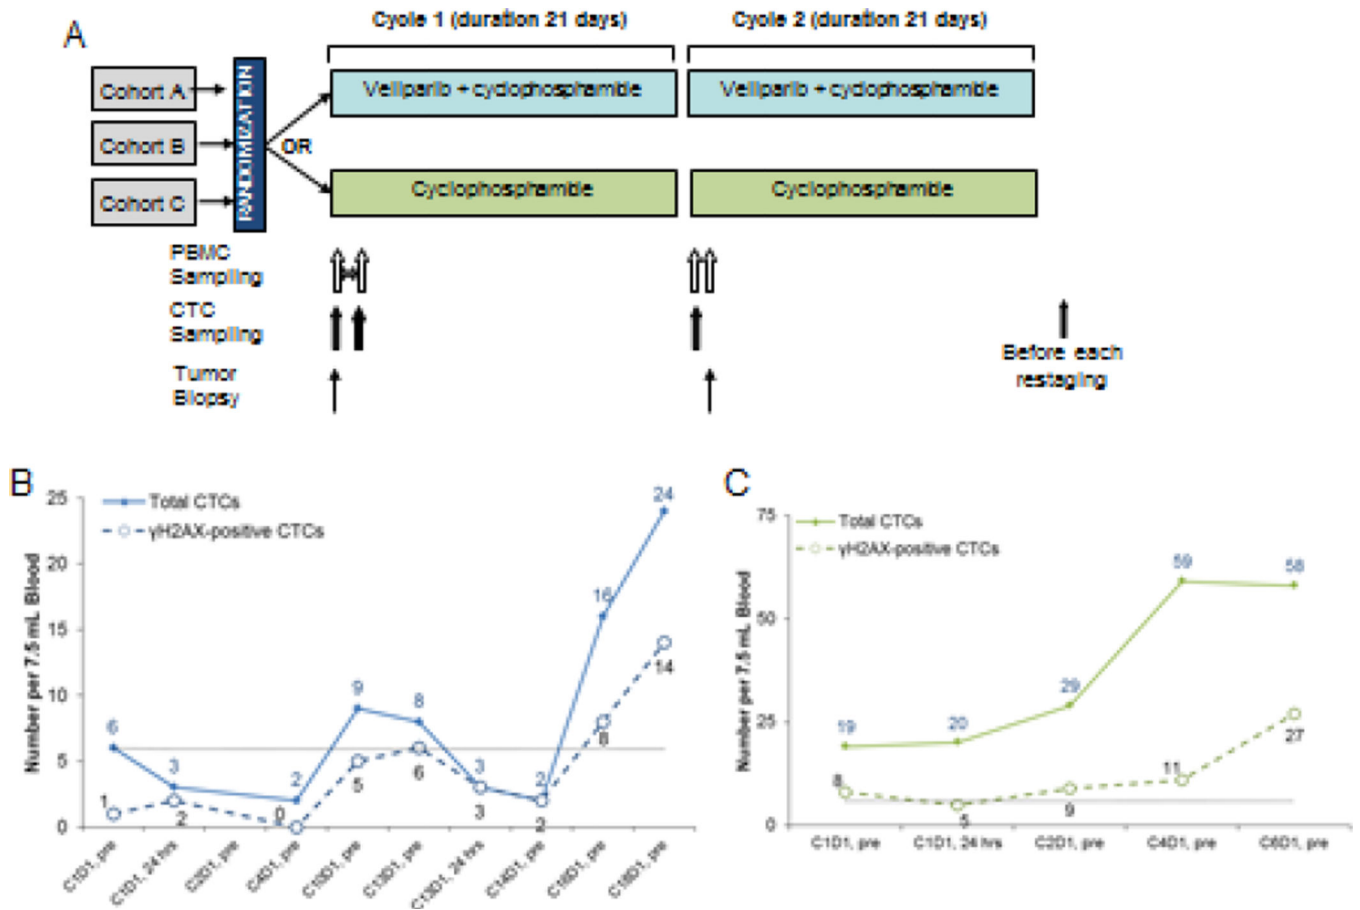 A
Cycle 1 (duration 21 days)
Cycle 2 (duration 21 days)
Cohort A
Cohort B
Cohort C
RANDOMIZATION
OR
Veliparib + cyclophosphamide
Veliparib + cyclophosphamide
Cyclophosphamide
Cyclophosphamide
PBMC
Sampling
CTC
Sampling
Tumor
Biopsy
Before each
restaging
B
Total CTCs
γH2AX-positive CTCs
Number per 7.5 mL Blood
25
20
15
10
5
0
6
3
2
9
8
3
2
16
24
1
2
0
5
6
3
2
8
14
C1D1, pre
C1D1, 24 hrs
C2D1, pre
C4D1, pre
C10D1, pre
C13D1, pre
C13D1, 24 hrs
C14D1, pre
C16D1, pre
C18D1, pre
C
Total CTCs
γH2AX-positive CTCs
Number per 7.5 mL Blood
75
50
25
0
19
20
29
59
58
8
5
9
11
27
C1D1, pre
C1D1, 24 hrs
C2D1, pre
C4D1, pre
C6D1, pre